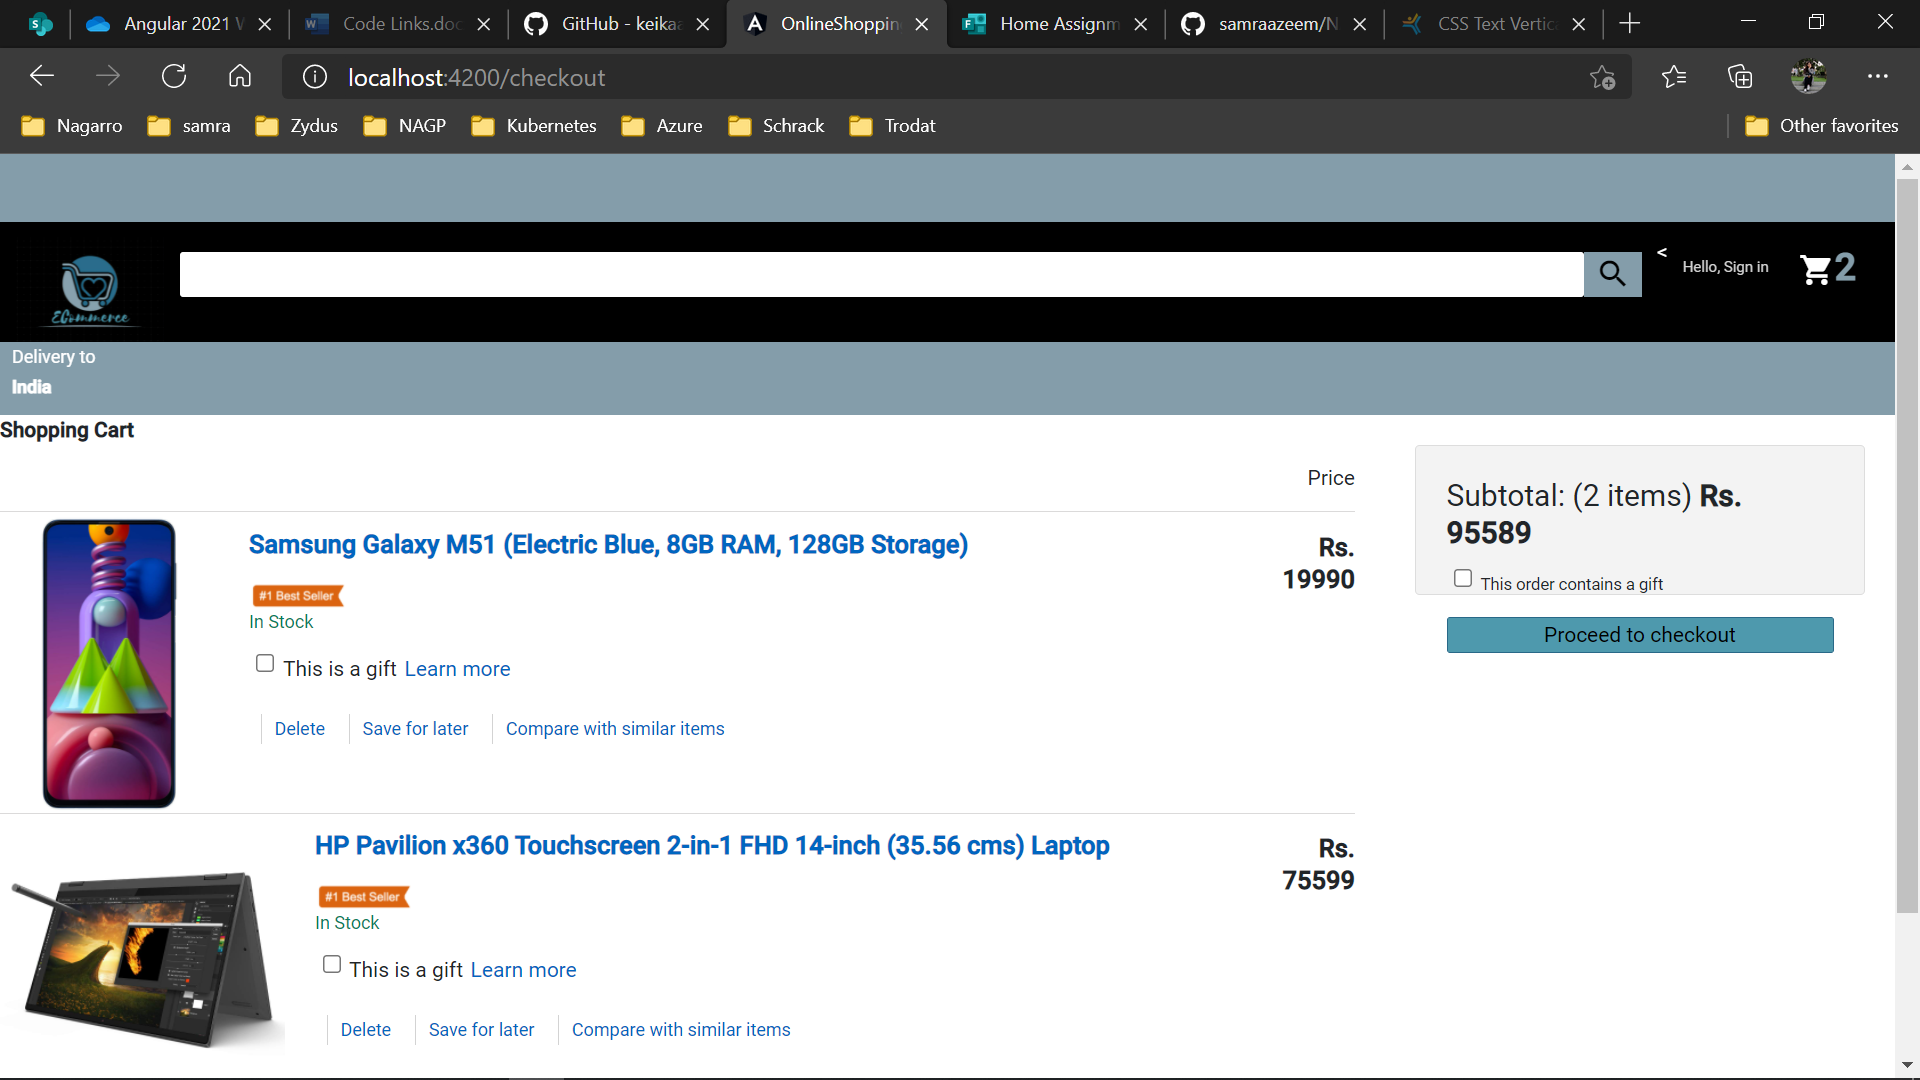 Angular 2021 V
Code Links.doc
GitHub - keikaa
OnlineShoppin
Home Assignm
samraazeem/N
CSS Text Vertica
localhost:4200/checkout
Nagarro
samra
Zydus
NAGP
Kubernetes
Azure
Schrack
Trodat
Other favorites
ECommerce
<
Hello, Sign in
2
Delivery to
India
Shopping Cart
Price
Samsung Galaxy M51 (Electric Blue, 8GB RAM, 128GB Storage)
Rs.
19990
#1 Best Seller
In Stock
This is a gift Learn more
Delete
Save for later
Compare with similar items
HP Pavilion x360 Touchscreen 2-in-1 FHD 14-inch (35.56 cms) Laptop
Rs.
75599
#1 Best Seller
In Stock
This is a gift Learn more
Delete
Save for later
Compare with similar items
Subtotal: (2 items) Rs.
95589
This order contains a gift
Proceed to checkout